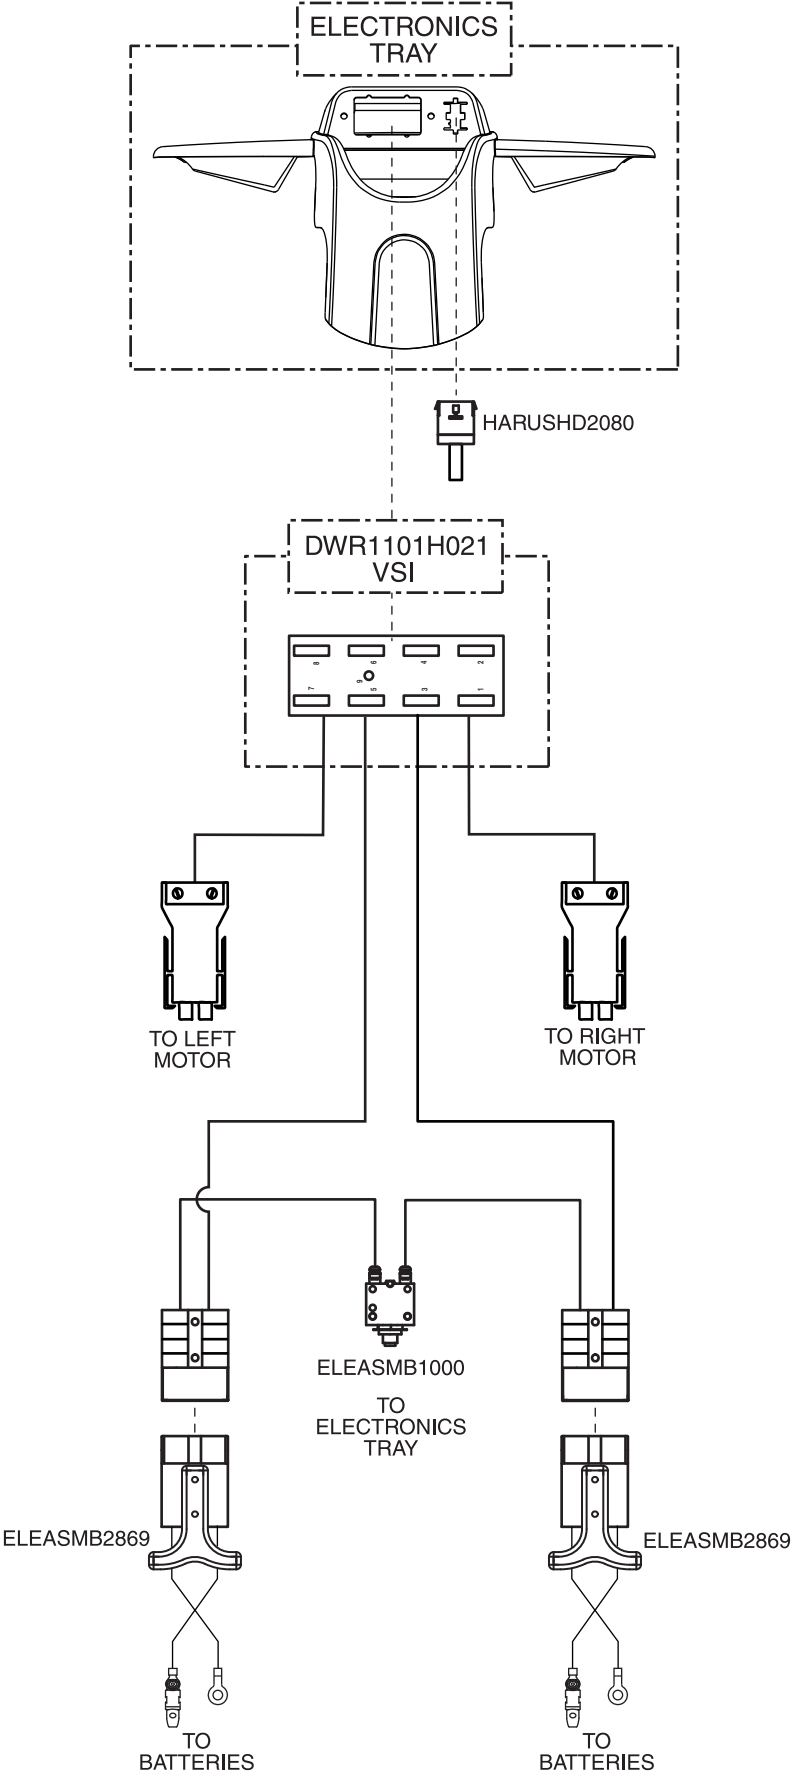 ELECTRONICS
TRAY
HARUSHD2080
DWR1101H021
VSI
8
6
4
2
9
7
5
3
1
TO LEFT
MOTOR
TO RIGHT
MOTOR
ELEASMB1000
TO
ELECTRONICS
TRAY
ELEASMB2869
ELEASMB2869
TO
BATTERIES
TO
BATTERIES